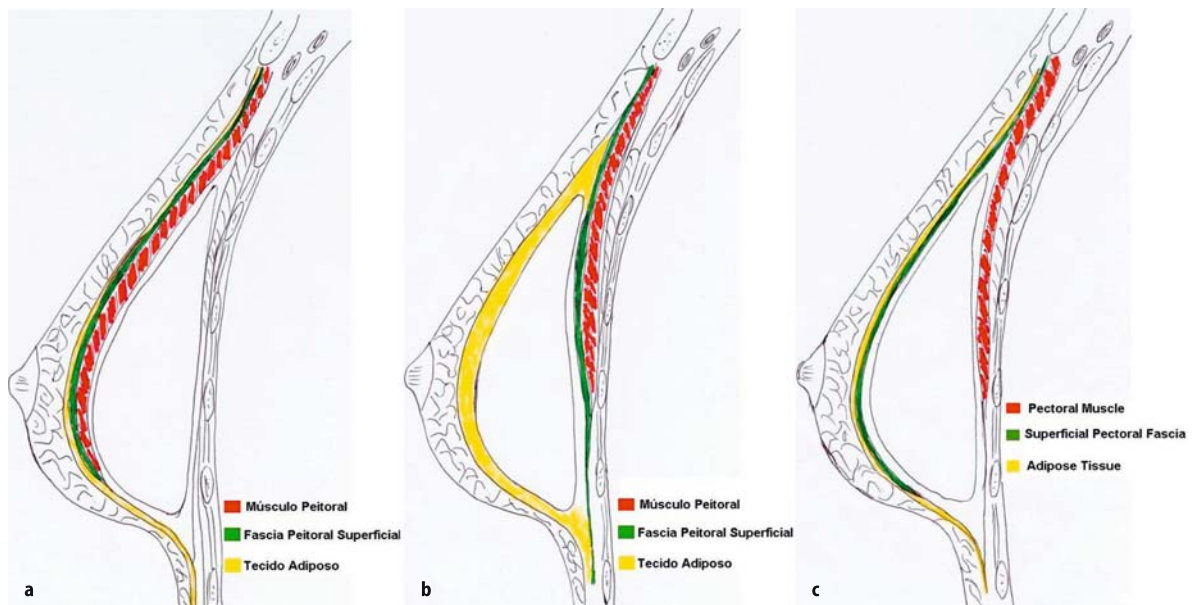 Músculo Peitoral
Fascia Peitoral Superficial
Tecido Adiposo
a
Músculo Peitoral
Fascia Peitoral Superficial
Tecido Adiposo
b
Pectoral Muscle
Superficial Pectoral Fascia
Adipose Tissue
c